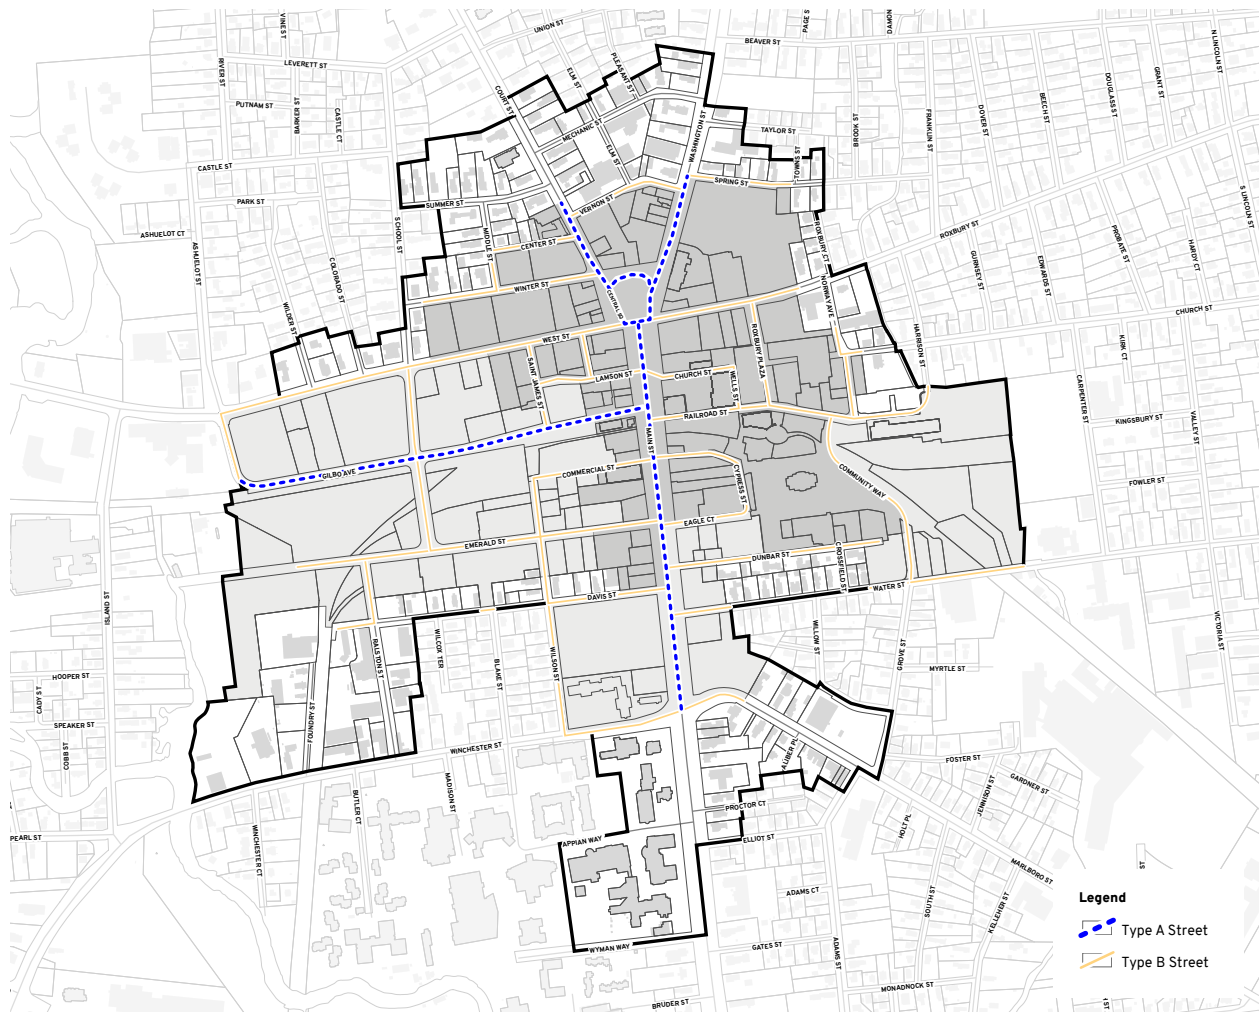 UNION ST
VINE ST
PAGE S
DAMON
BEAVER ST
N LINCOLN ST
LEVERETT ST
RIVER ST
ELM ST
PLEASANT ST
DOUGLASS ST
GRANT ST
PUTNAM ST
BARKER ST
CASTLE CT
COURT ST
MECHANIC ST
WASHINGTON ST
TAYLOR ST
BROOK ST
FRANKLIN ST
DOVER ST
BEECH ST
CASTLE ST
ELM ST
TOWNS ST
SPRING ST
PARK ST
SUMMER ST
VERNON ST
S LINCOLN ST
ASHUELOT CT
SCHOOL ST
MIDDLE ST
CENTER ST
ROXBURY CT
ROXBURY ST
PROBATE ST
HARDY CT
ASHUELOT ST
COLORADO ST
WINTER ST
CENTRAL SQ
NORWAY AVE
GURNSEY ST
EDWARDS ST
WILDER ST
WEST ST
ROXBURY PLAZA
HARRISON ST
CHURCH ST
KIRK CT
SAINT JAMES ST
LAMSON ST
CHURCH ST
WELLS ST
CARPENTER ST
RAILROAD ST
KINGSBURY ST
VALLEY ST
MAIN ST
GILBO AVE
COMMERCIAL ST
CYPRESS ST
COMMUNITY WAY
FOWLER ST
EAGLE CT
EMERALD ST
DUNBAR ST
CROSSFIELD ST
WATER ST
DAVIS ST
ISLAND ST
WILLOW ST
VICTORIA ST
RALSTON ST
WILCOX TER
BLAKE ST
WILSON ST
GROVE ST
MYRTLE ST
HOOPER ST
CADY ST
SPEAKER ST
COBB ST
FOUNDRY ST
WINCHESTER ST
AUBER PL
FOSTER ST
GARDNER ST
JENNISON ST
BUTLER CT
MADISON ST
PROCTOR CT
HOLT PL
PEARL ST
WINCHESTER CT
APPIAN WAY
ELLIOT ST
MARLBORO ST
ST
ADAMS CT
SOUTH ST
KELLEHER ST
Legend
Type A Street
Type B Street
WYMAN WAY
GATES ST
ADAMS ST
MONADNOCK ST
BRUDER ST